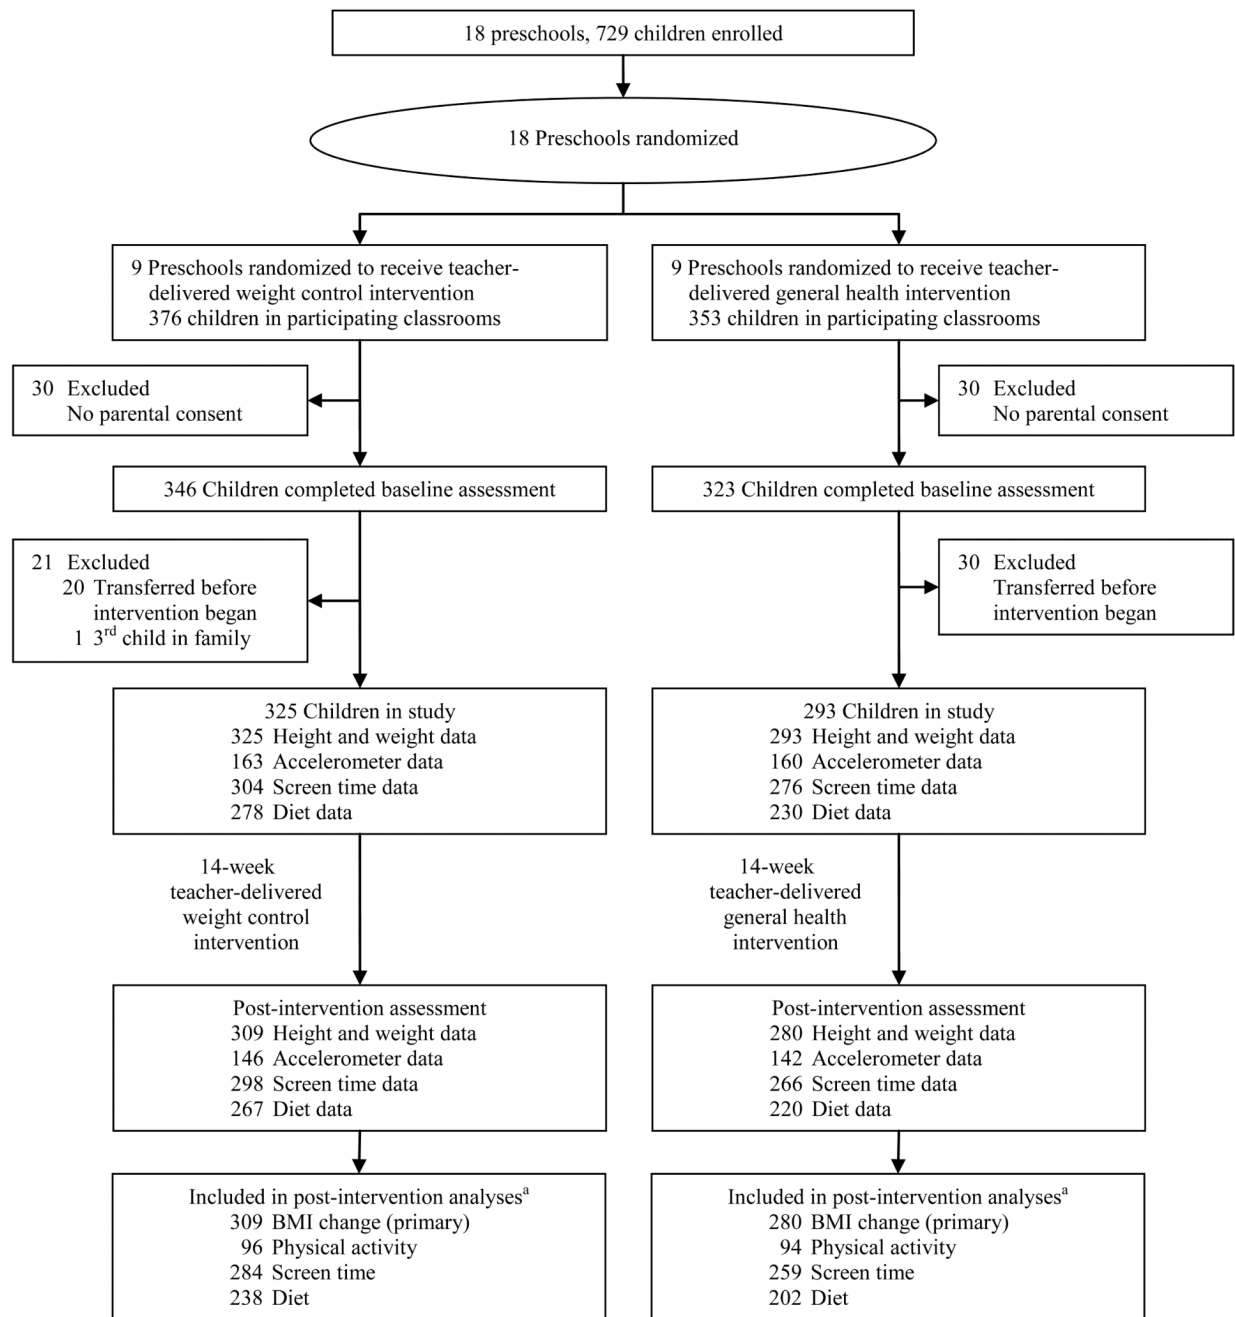 18 preschools, 729 children enrolled
18 Preschools randomized
9 Preschools randomized to receive teacher-
delivered weight control intervention
376 children in participating classrooms
9 Preschools randomized to receive teacher-
delivered general health intervention
353 children in participating classrooms
30 Excluded
No parental consent
30 Excluded
No parental consent
346 Children completed baseline assessment
323 Children completed baseline assessment
21 Excluded
20 Transferred before
intervention began
1 3rd child in family
30 Excluded
Transferred before
intervention began
325 Children in study
325 Height and weight data
163 Accelerometer data
304 Screen time data
278 Diet data
293 Children in study
293 Height and weight data
160 Accelerometer data
276 Screen time data
230 Diet data
14-week
teacher-delivered
weight control
intervention
14-week
teacher-delivered
general health
intervention
Post-intervention assessment
309 Height and weight data
146 Accelerometer data
298 Screen time data
267 Diet data
Post-intervention assessment
280 Height and weight data
142 Accelerometer data
266 Screen time data
220 Diet data
Included in post-intervention analysesa
309 BMI change (primary)
96 Physical activity
284 Screen time
238 Diet
Included in post-intervention analysesa
280 BMI change (primary)
94 Physical activity
259 Screen time
202 Diet